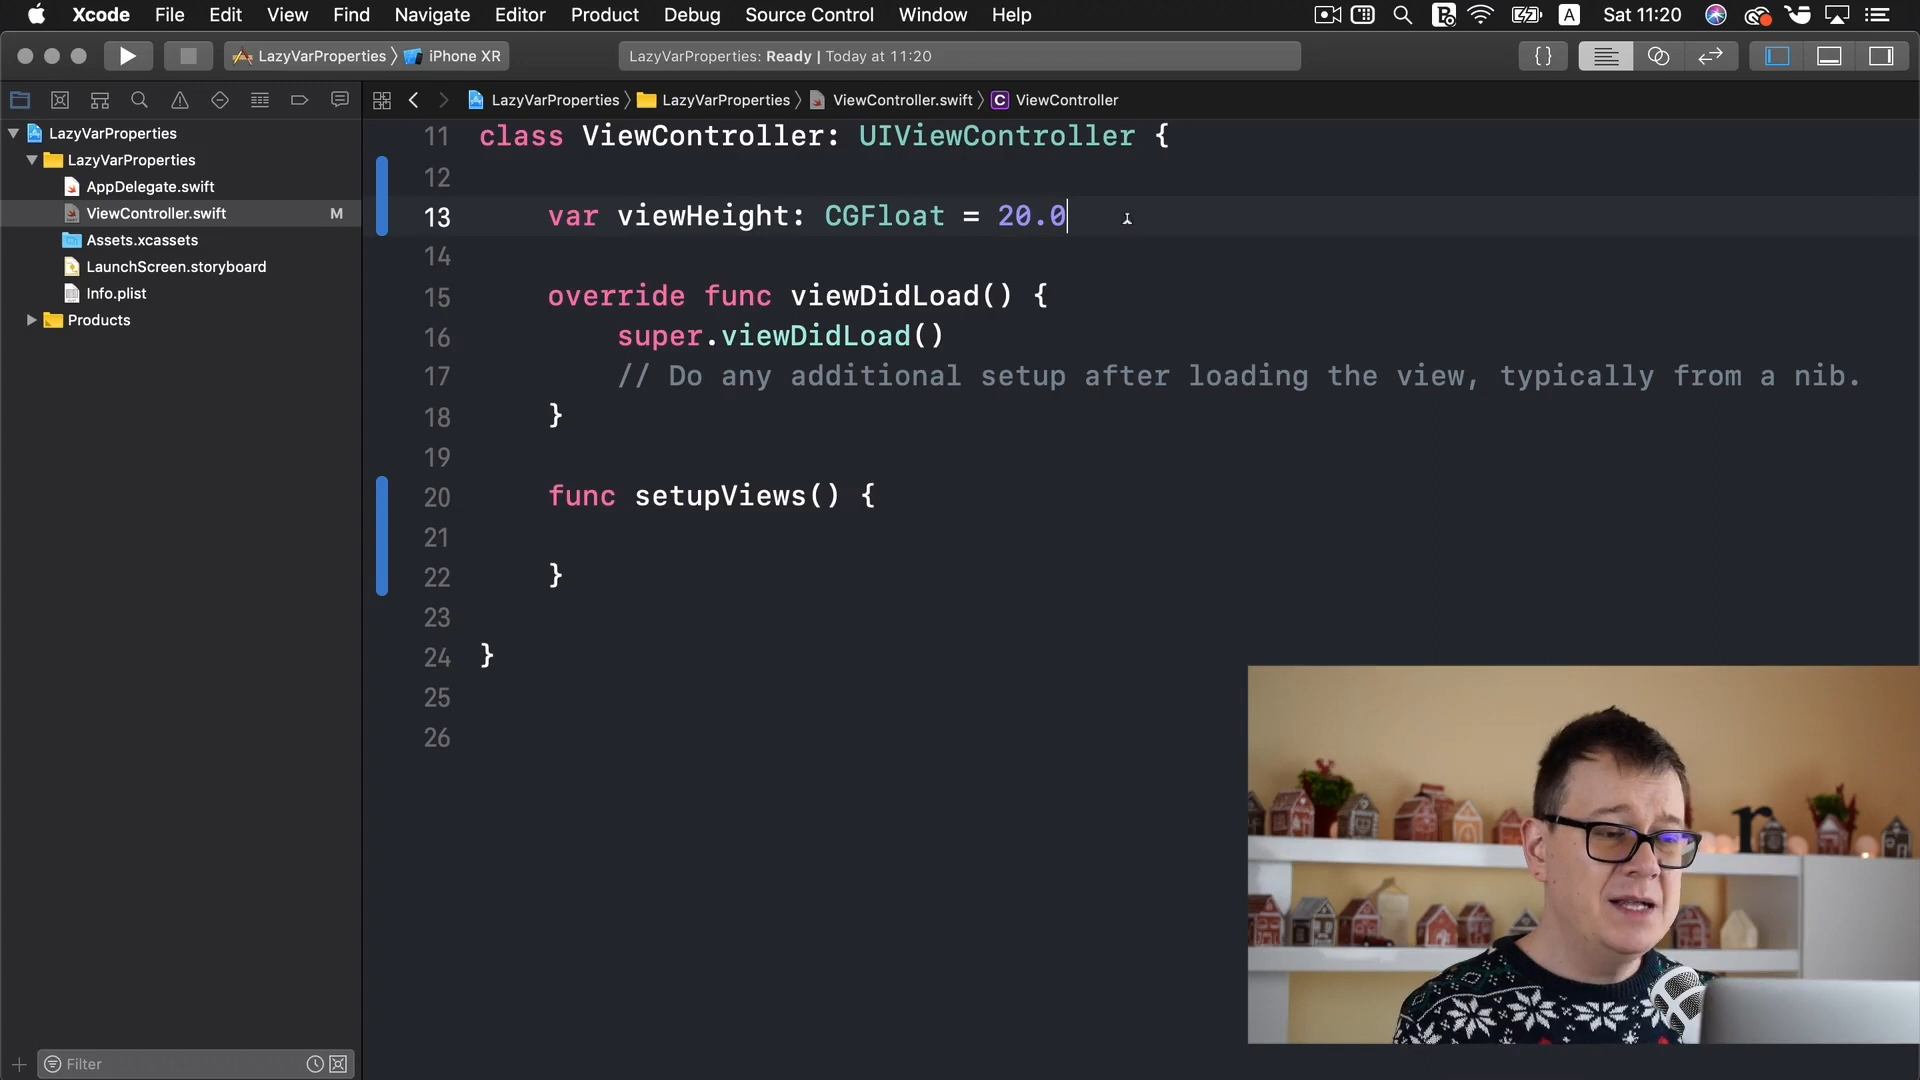 Xcode File Edit View Find Navigate Editor Product Debug Source Control Window Help A Sat 11:20
LazyVarProperties iPhone XR LazyVarProperties: Ready | Today at 11:20 {}
LazyVarProperties LazyVarProperties ViewController.swift C ViewController
LazyVarProperties
LazyVarProperties
AppDelegate.swift
ViewController.swift M
Assets.xcassets
LaunchScreen.storyboard
Info.plist
Products
Filter
11 class ViewController: UIViewController {
12
13 var viewHeight: CGFloat = 20.0
14
15 override func viewDidLoad() {
16 super.viewDidLoad()
17 // Do any additional setup after loading the view, typically from a nib.
18 }
19
20 func setupViews() {
21
22 }
23
24 }
25
26
r